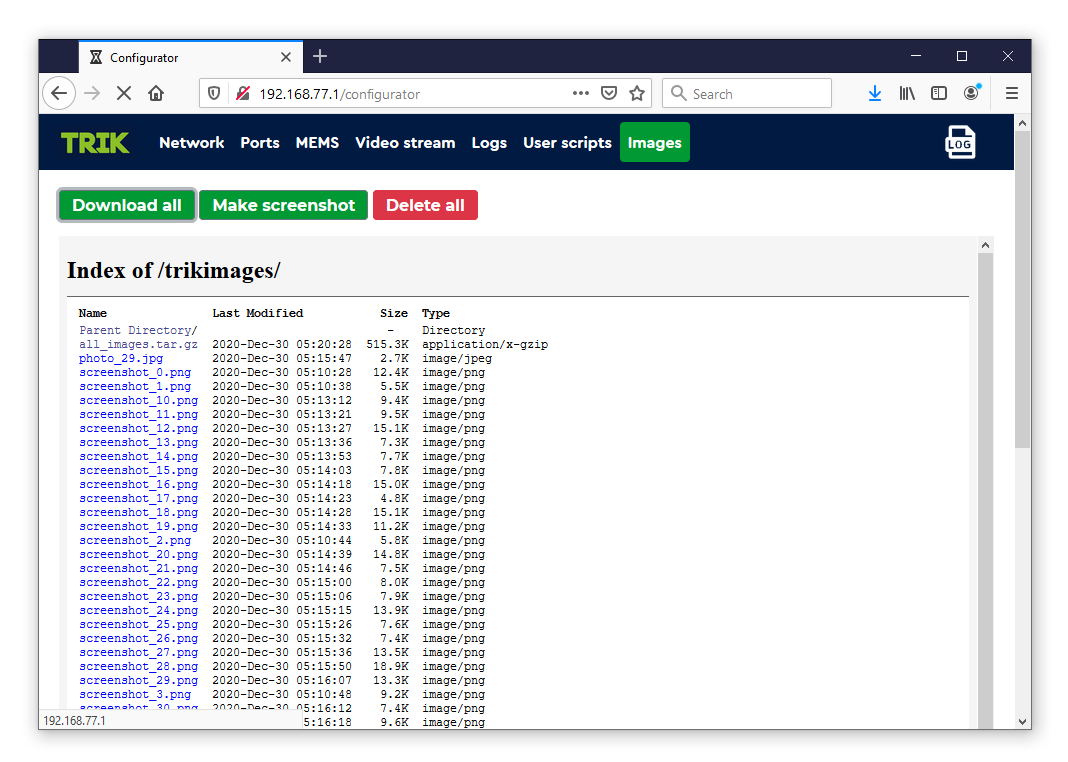 Configurator
192.168.77.1/configurator
Search
TRIK Network Ports MEMS Video stream Logs User scripts Images LOG
Download all Make screenshot Delete all
Index of /trikimages/
Name Last Modified Size Type
Parent Directory/ - Directory
all_images.tar.gz 2020-Dec-30 05:20:28 515.3K application/x-gzip
photo_29.jpg 2020-Dec-30 05:15:47 2.7K image/jpeg
screenshot_0.png 2020-Dec-30 05:10:28 12.4K image/png
screenshot_1.png 2020-Dec-30 05:10:38 5.5K image/png
screenshot_10.png 2020-Dec-30 05:13:12 9.4K image/png
screenshot_11.png 2020-Dec-30 05:13:21 9.5K image/png
screenshot_12.png 2020-Dec-30 05:13:27 15.1K image/png
screenshot_13.png 2020-Dec-30 05:13:36 7.3K image/png
screenshot_14.png 2020-Dec-30 05:13:53 7.7K image/png
screenshot_15.png 2020-Dec-30 05:14:03 7.8K image/png
screenshot_16.png 2020-Dec-30 05:14:18 15.0K image/png
screenshot_17.png 2020-Dec-30 05:14:23 4.8K image/png
screenshot_18.png 2020-Dec-30 05:14:28 15.1K image/png
screenshot_19.png 2020-Dec-30 05:14:33 11.2K image/png
screenshot_2.png 2020-Dec-30 05:10:44 5.8K image/png
screenshot_20.png 2020-Dec-30 05:14:39 14.8K image/png
screenshot_21.png 2020-Dec-30 05:14:46 7.5K image/png
screenshot_22.png 2020-Dec-30 05:15:00 8.0K image/png
screenshot_23.png 2020-Dec-30 05:15:06 7.9K image/png
screenshot_24.png 2020-Dec-30 05:15:15 13.9K image/png
screenshot_25.png 2020-Dec-30 05:15:26 7.6K image/png
screenshot_26.png 2020-Dec-30 05:15:32 7.4K image/png
screenshot_27.png 2020-Dec-30 05:15:36 13.5K image/png
screenshot_28.png 2020-Dec-30 05:15:50 18.9K image/png
screenshot_29.png 2020-Dec-30 05:16:07 13.3K image/png
screenshot_3.png 2020-Dec-30 05:10:48 9.2K image/png
screenshot_30.png 2020-Dec-30 05:16:12 7.4K image/png
192.168.77.1 5:16:18 9.6K image/png